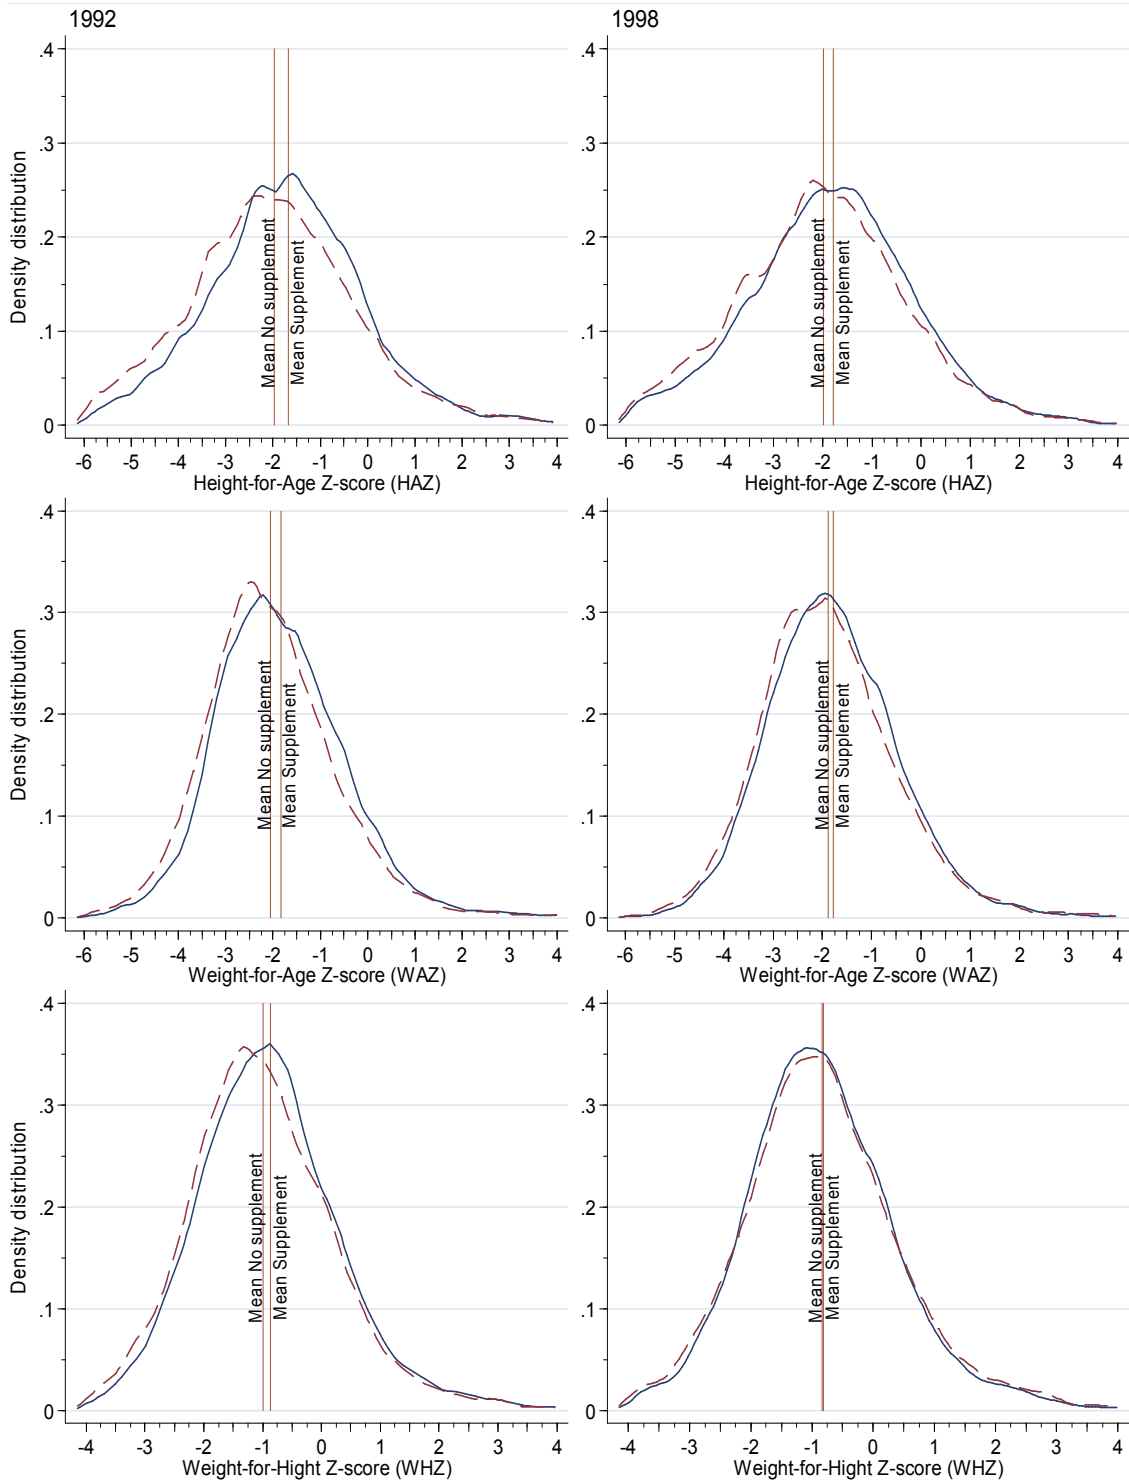 1992
.4
.3
.2
.1
0
Density distribution
Mean No supplement
Mean Supplement
-6 -5 -4 -3 -2 -1 0 1 2 3 4
Height-for-Age Z-score (HAZ)
1998
.4
.3
.2
.1
0
Mean No supplement
Mean Supplement
-6 -5 -4 -3 -2 -1 0 1 2 3 4
Height-for-Age Z-score (HAZ)
.4
.3
.2
.1
0
Density distribution
Mean No supplement
Mean Supplement
-6 -5 -4 -3 -2 -1 0 1 2 3 4
Weight-for-Age Z-score (WAZ)
.4
.3
.2
.1
0
Mean No supplement
Mean Supplement
-6 -5 -4 -3 -2 -1 0 1 2 3 4
Weight-for-Age Z-score (WAZ)
.4
.3
.2
.1
0
Density distribution
Mean No supplement
Mean Supplement
-4 -3 -2 -1 0 1 2 3 4
Weight-for-Hight Z-score (WHZ)
.4
.3
.2
.1
0
Mean No supplement
Mean Supplement
-4 -3 -2 -1 0 1 2 3 4
Weight-for-Hight Z-score (WHZ)